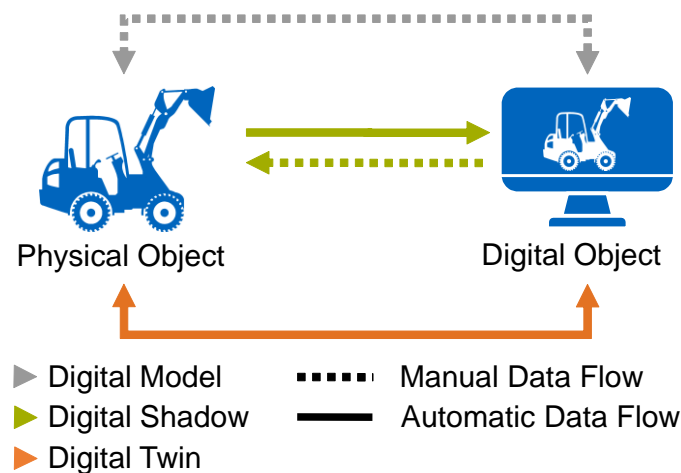 Physical Object
Digital Object
Digital Model
Manual Data Flow
Digital Shadow
Automatic Data Flow
Digital Twin